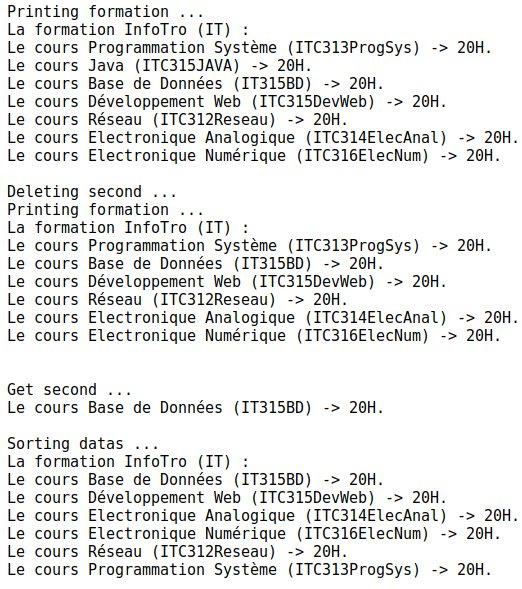 Printing formation ...
La formation InfoTro (IT) :
Le cours Programmation Système (ITC313ProgSys) -> 20H.
Le cours Java (ITC315JAVA) -> 20H.
Le cours Base de Données (IT315BD) -> 20H.
Le cours Développement Web (ITC315DevWeb) -> 20H.
Le cours Réseau (ITC312Reseau) -> 20H.
Le cours Electronique Analogique (ITC314ElecAnal) -> 20H.
Le cours Electronique Numérique (ITC316ElecNum) -> 20H.

Deleting second ...
Printing formation ...
La formation InfoTro (IT) :
Le cours Programmation Système (ITC313ProgSys) -> 20H.
Le cours Base de Données (IT315BD) -> 20H.
Le cours Développement Web (ITC315DevWeb) -> 20H.
Le cours Réseau (ITC312Reseau) -> 20H.
Le cours Electronique Analogique (ITC314ElecAnal) -> 20H.
Le cours Electronique Numérique (ITC316ElecNum) -> 20H.

Get second ...
Le cours Base de Données (IT315BD) -> 20H.

Sorting datas ...
La formation InfoTro (IT) :
Le cours Base de Données (IT315BD) -> 20H.
Le cours Développement Web (ITC315DevWeb) -> 20H.
Le cours Electronique Analogique (ITC314ElecAnal) -> 20H.
Le cours Electronique Numérique (ITC316ElecNum) -> 20H.
Le cours Réseau (ITC312Reseau) -> 20H.
Le cours Programmation Système (ITC313ProgSys) -> 20H.